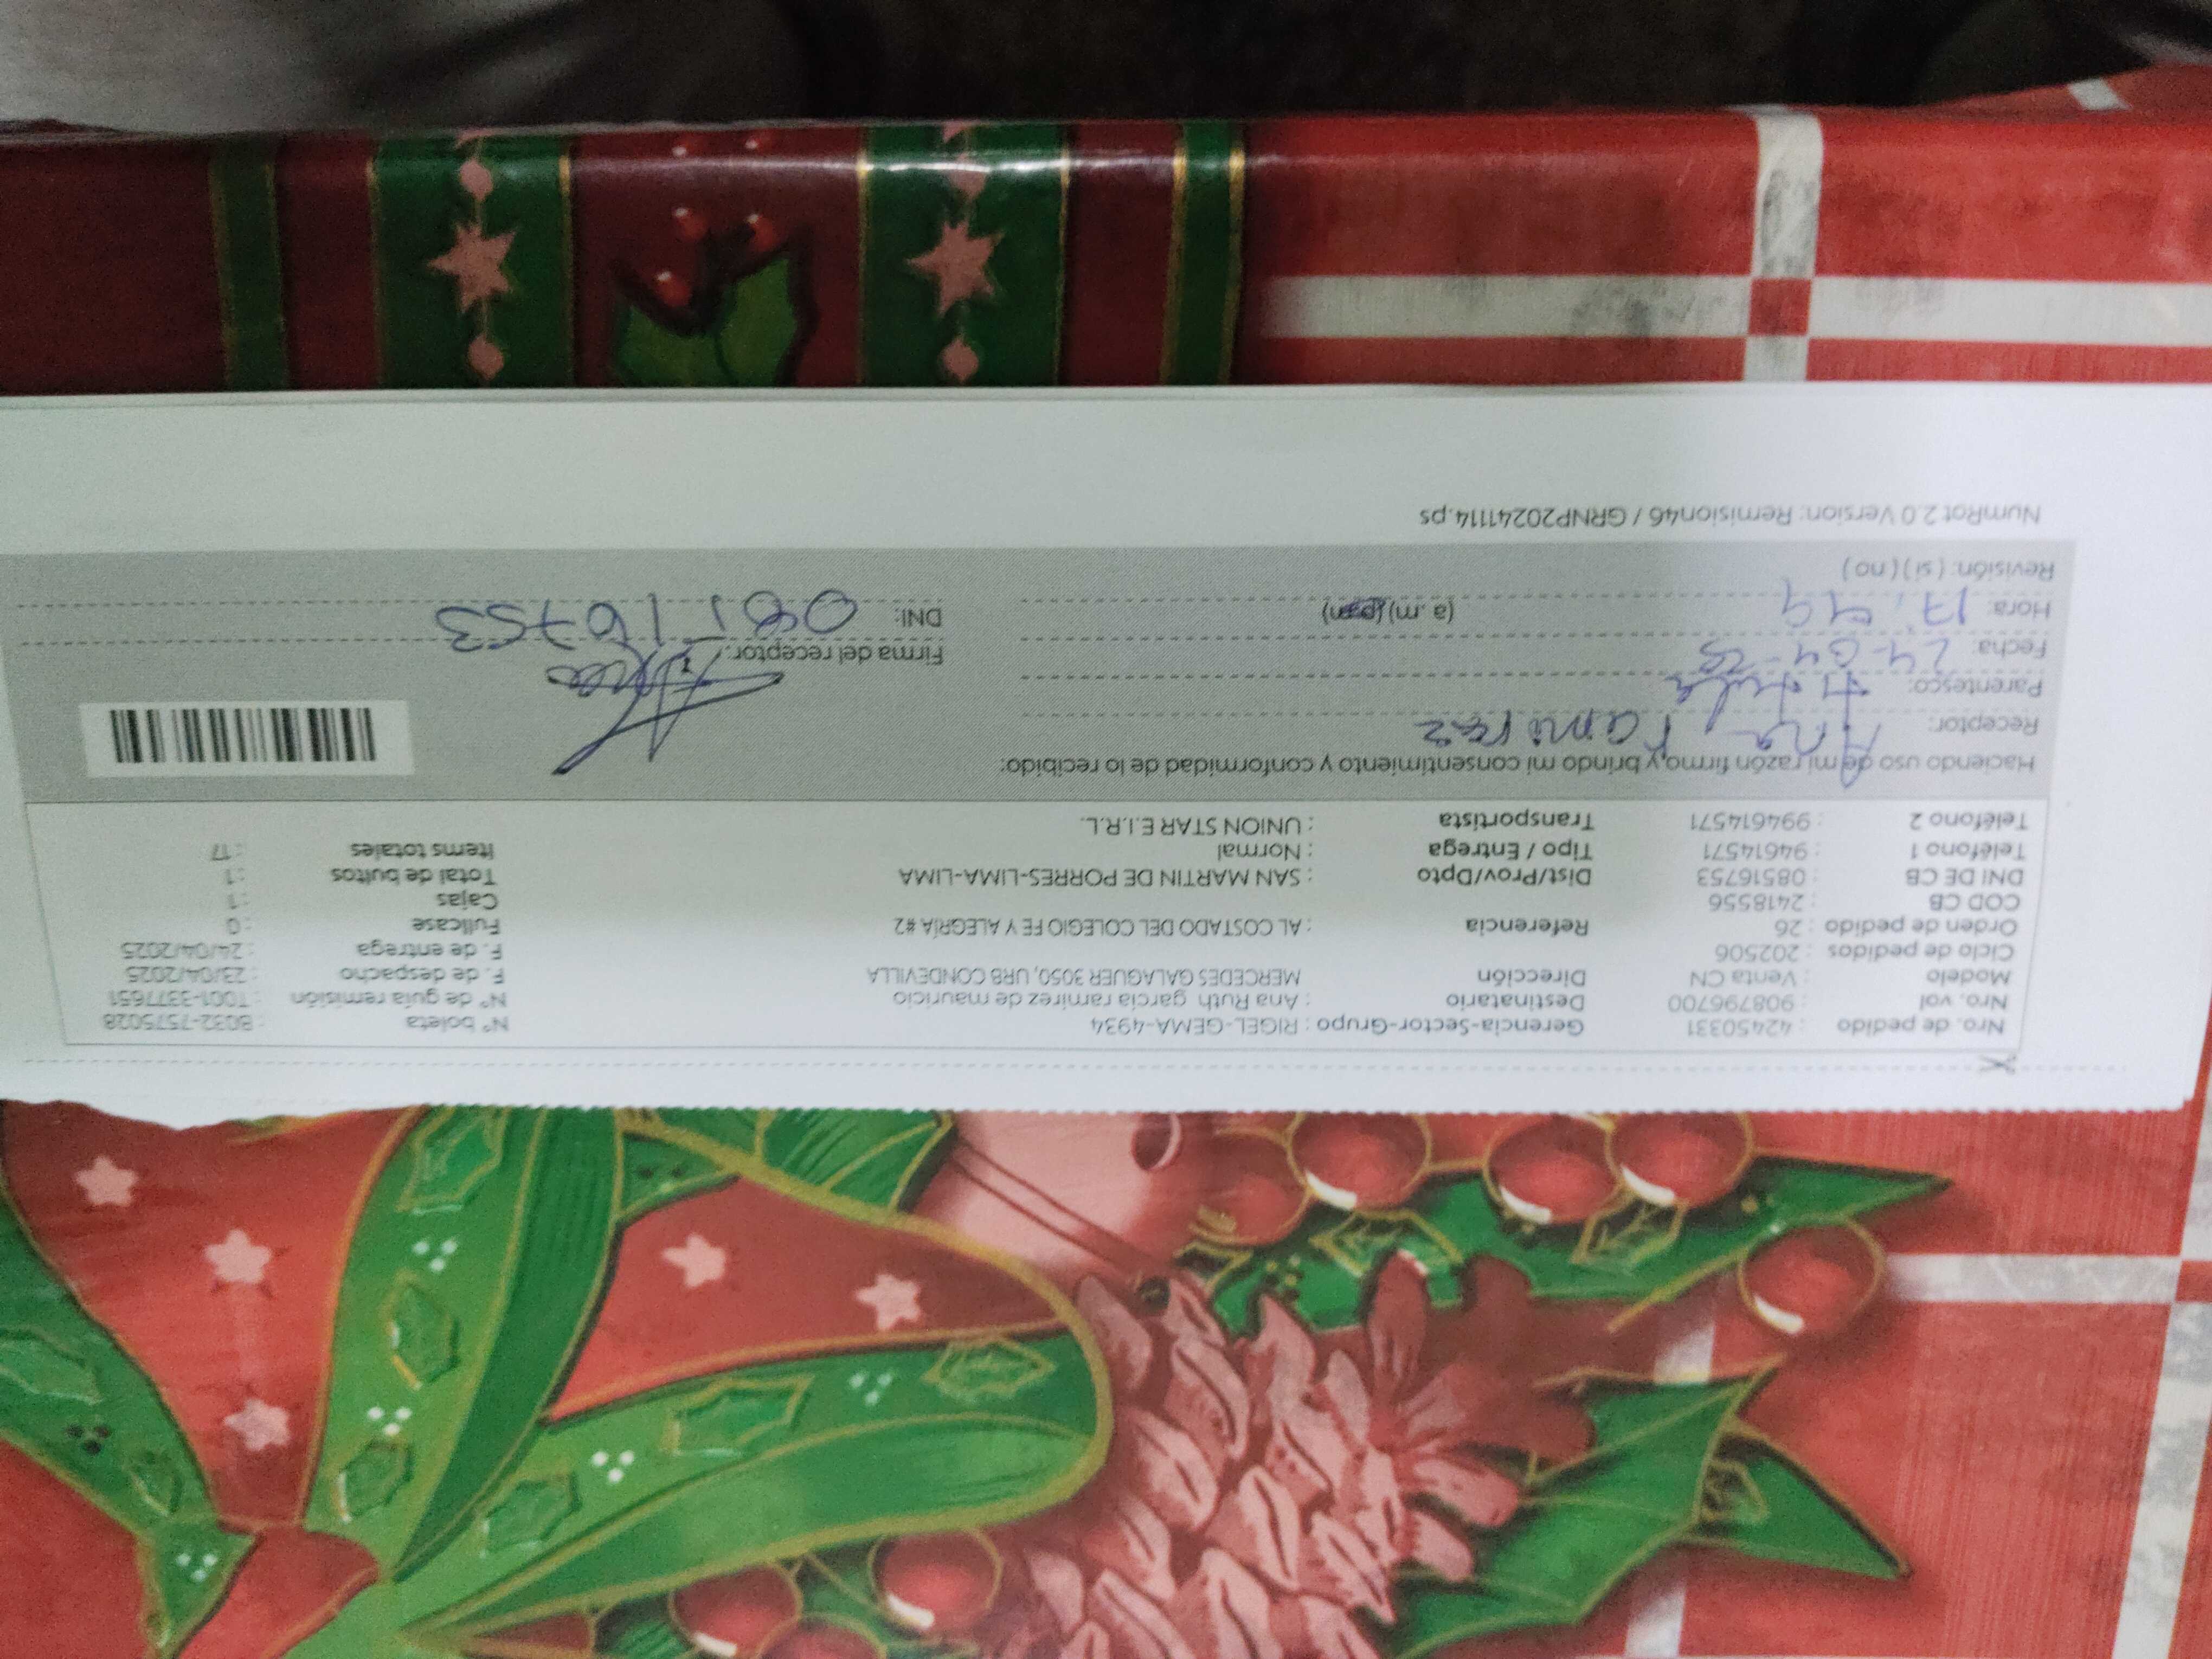 Nro. de pedido : 42450331 Gerencia-Sector-Grupo : RIGEL-GEMA-4934 N° boleta : B032-7575028
Nro. vol : 908796700 Destinatario : Ana Ruth garcia ramirez de mauricio N° de guía remisión : T001-3377651
Modelo : Venta CN Dirección MERCEDES GALAGUER 3050, URB CONDEVILLA F. de despacho : 23/04/2025
Ciclo de pedidos : 202506 F. de entrega : 24/04/2025
Orden de pedido : 26 Referencia : AL COSTADO DEL COLEGIO FE Y ALEGRÍA #2 Fullcase : 0
COD CB : 2418556 Cajas : 1
DNI DE CB : 08516753 Dist/Prov/Dpto : SAN MARTIN DE PORRES-LIMA-LIMA Total de bultos : 1
Teléfono 1 : 94614571 Tipo / Entrega : Normal Items totales : 17
Teléfono 2 : 994614571 Transportista : UNION STAR E.I.R.L.
Haciendo uso de mi razón firmo y brindo mi consentimiento y conformidad de lo recibido:
Receptor: Ana Ramirez
Parentesco: Titular
Fecha: 24-04-25 Firma del receptor:
Hora: 17:44 (a.m) (p.m) DNI: 08516753
Revisión: (si) (no)
NumRot 2.0 Version: Remision46 / GRNP20241114.ps